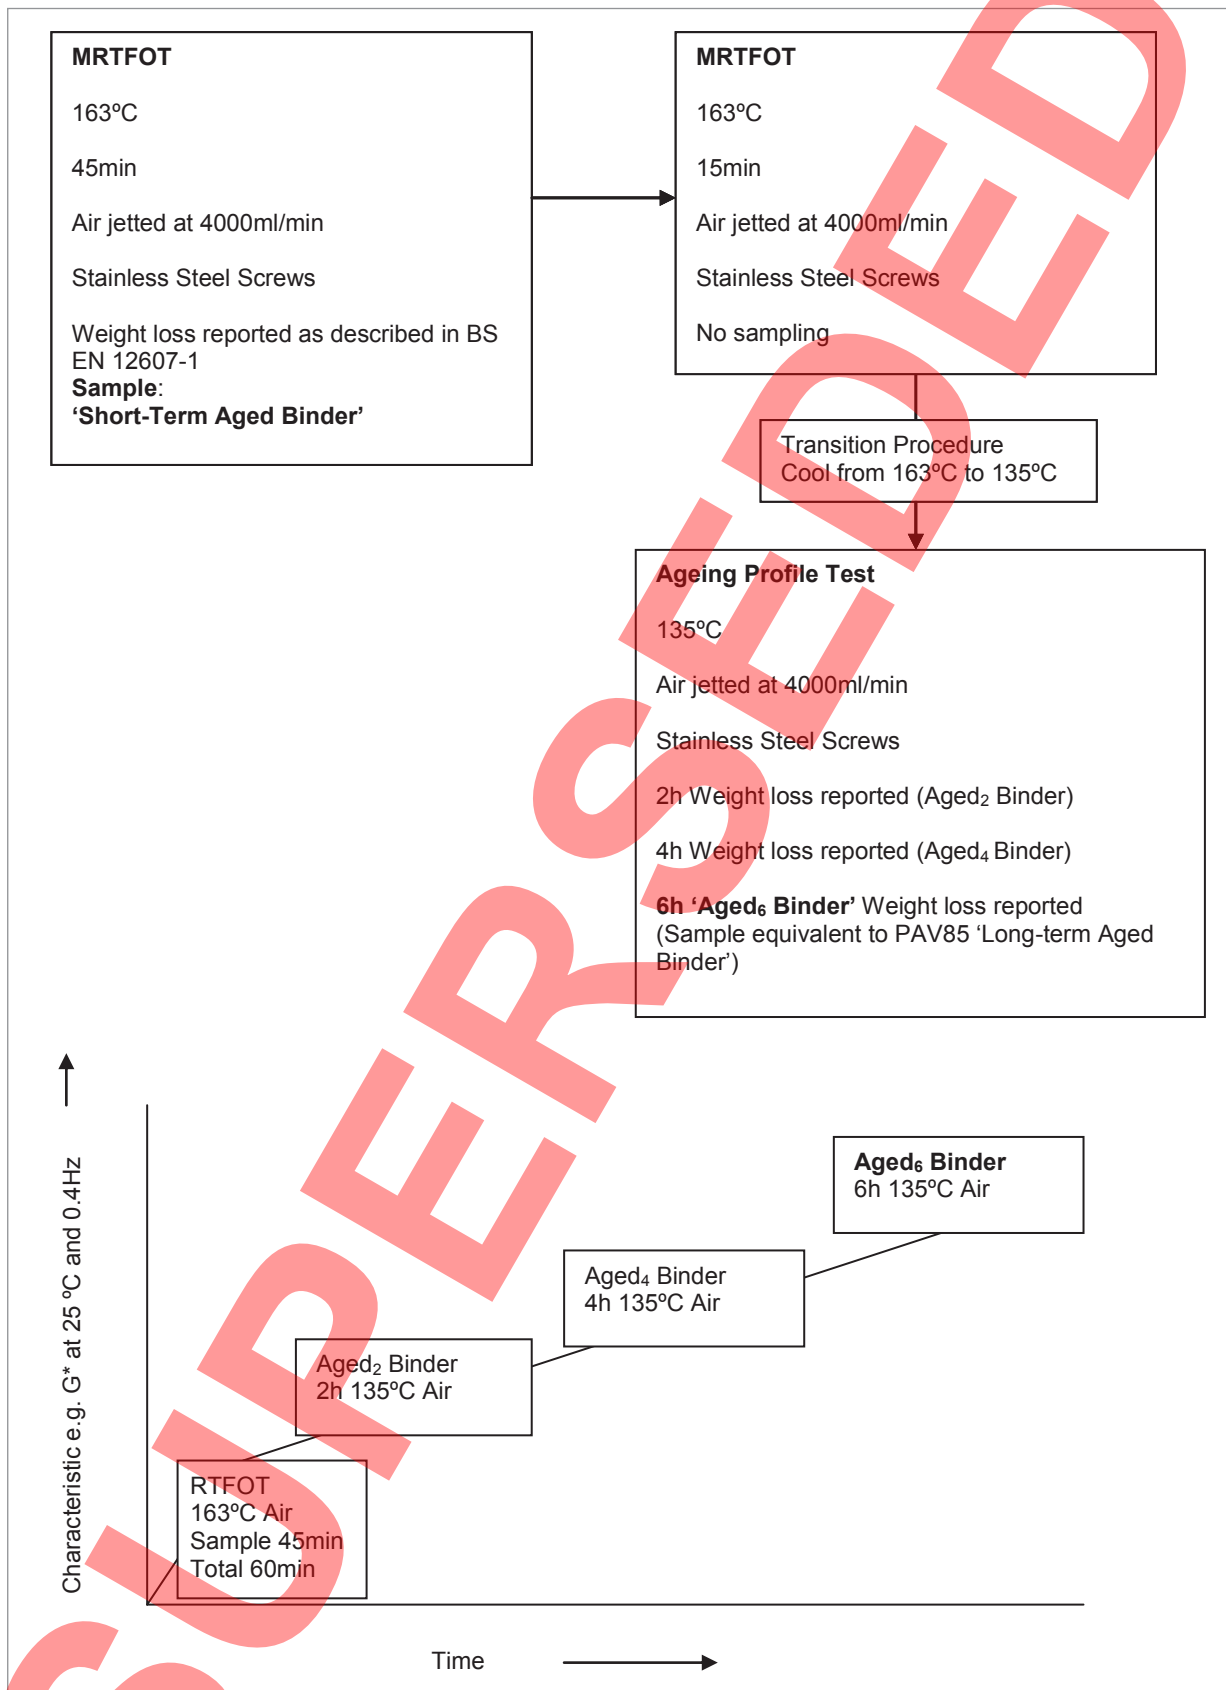 MRTFOT
163ºC
45min
Air jetted at 4000ml/min
Stainless Steel Screws
Weight loss reported as described in BS
EN 12607-1
Sample:
‘Short-Term Aged Binder’
MRTFOT
163ºC
15min
Air jetted at 4000ml/min
Stainless Steel Screws
No sampling
Transition Procedure
Cool from 163ºC to 135ºC
Ageing Profile Test
135ºC
Air jetted at 4000ml/min
Stainless Steel Screws
2h Weight loss reported (Aged₂ Binder)
4h Weight loss reported (Aged₄ Binder)
6h ‘Aged₆ Binder’ Weight loss reported
(Sample equivalent to PAV85 ‘Long-term Aged
Binder’)
Characteristic e.g. G* at 25 ºC and 0.4Hz
Aged₆ Binder
6h 135ºC Air
Aged₄ Binder
4h 135ºC Air
Aged₂ Binder
2h 135ºC Air
RTFOT
163ºC Air
Sample 45min
Total 60min
Time
SUPERSEDED